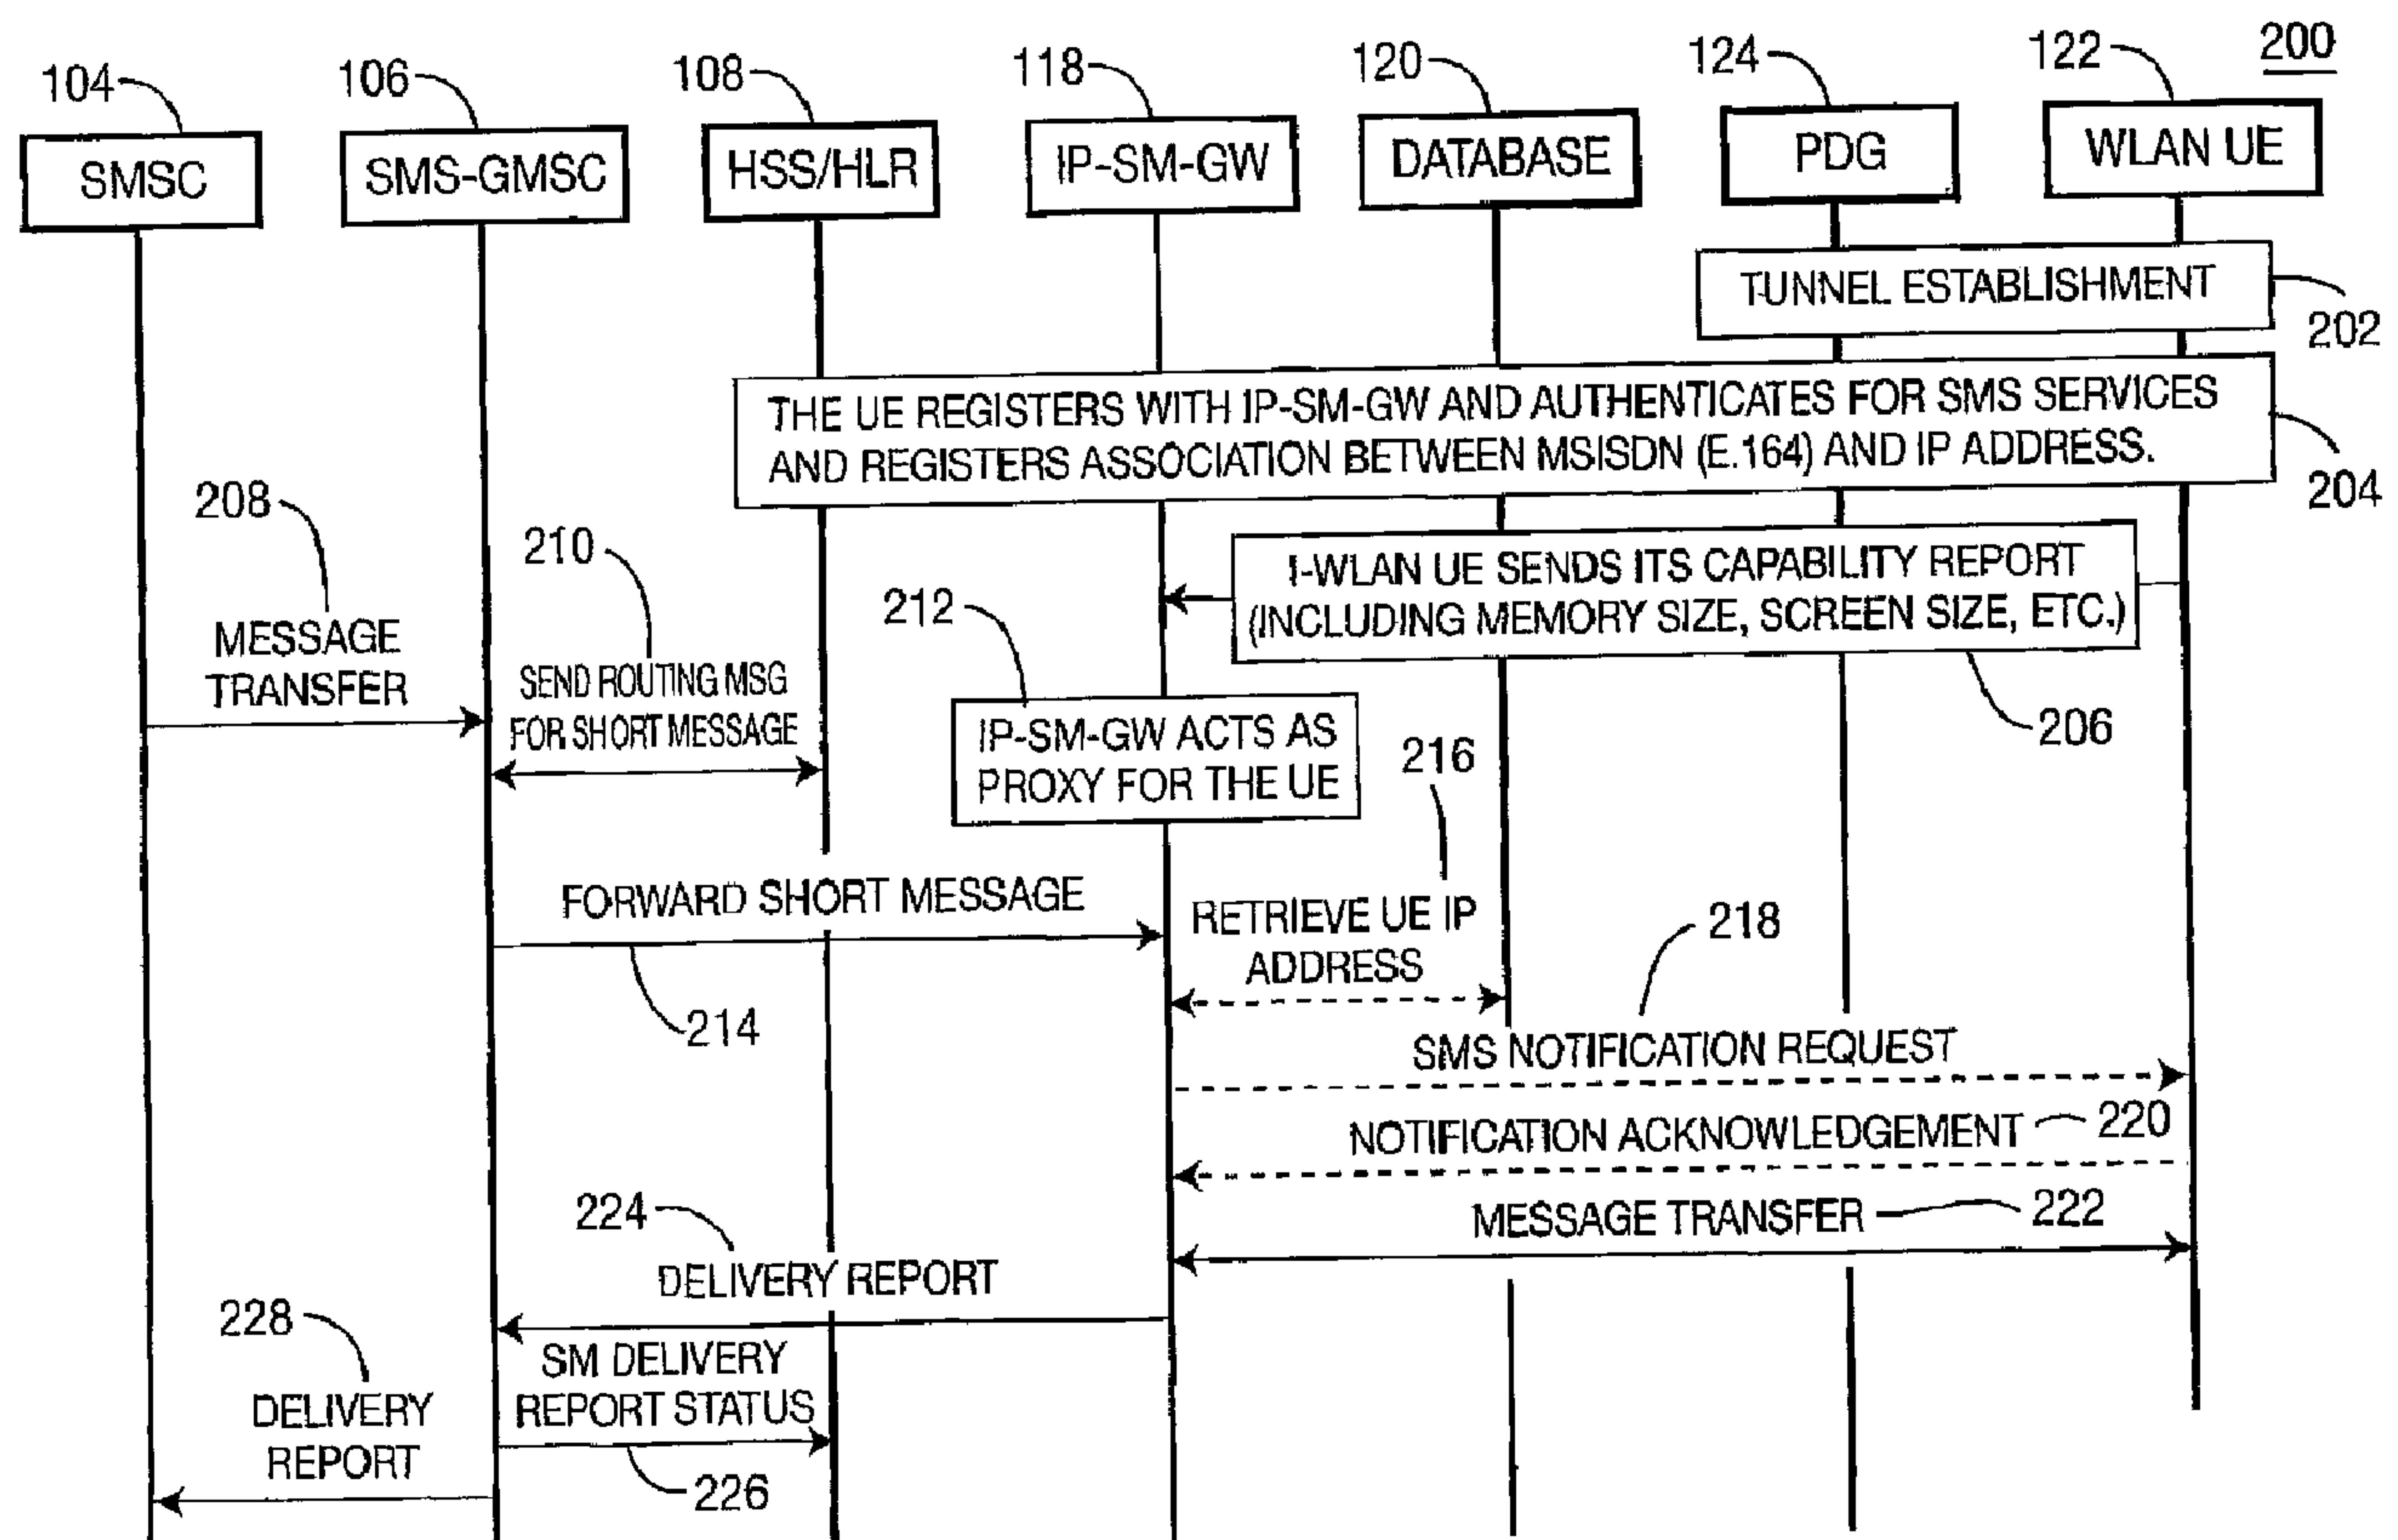 200
104
106
108
118
120
124
122
SMSC
SMS-GMSC
HSS/HLR
IP-SM-GW
DATABASE
PDG
WLAN UE
TUNNEL ESTABLISHMENT
202
THE UE REGISTERS WITH IP-SM-GW AND AUTHENTICATES FOR SMS SERVICES
AND REGISTERS ASSOCIATION BETWEEN MSISDN (E.164) AND IP ADDRESS.
204
I-WLAN UE SENDS ITS CAPABILITY REPORT
(INCLUDING MEMORY SIZE, SCREEN SIZE, ETC.)
206
208
MESSAGE
TRANSFER
210
SEND ROUTING MSG
FOR SHORT MESSAGE
212
IP-SM-GW ACTS AS
PROXY FOR THE UE
FORWARD SHORT MESSAGE
214
216
RETRIEVE UE IP
ADDRESS
218
SMS NOTIFICATION REQUEST
NOTIFICATION ACKNOWLEDGEMENT
220
MESSAGE TRANSFER
222
224
DELIVERY REPORT
SM DELIVERY
REPORT STATUS
226
228
DELIVERY
REPORT